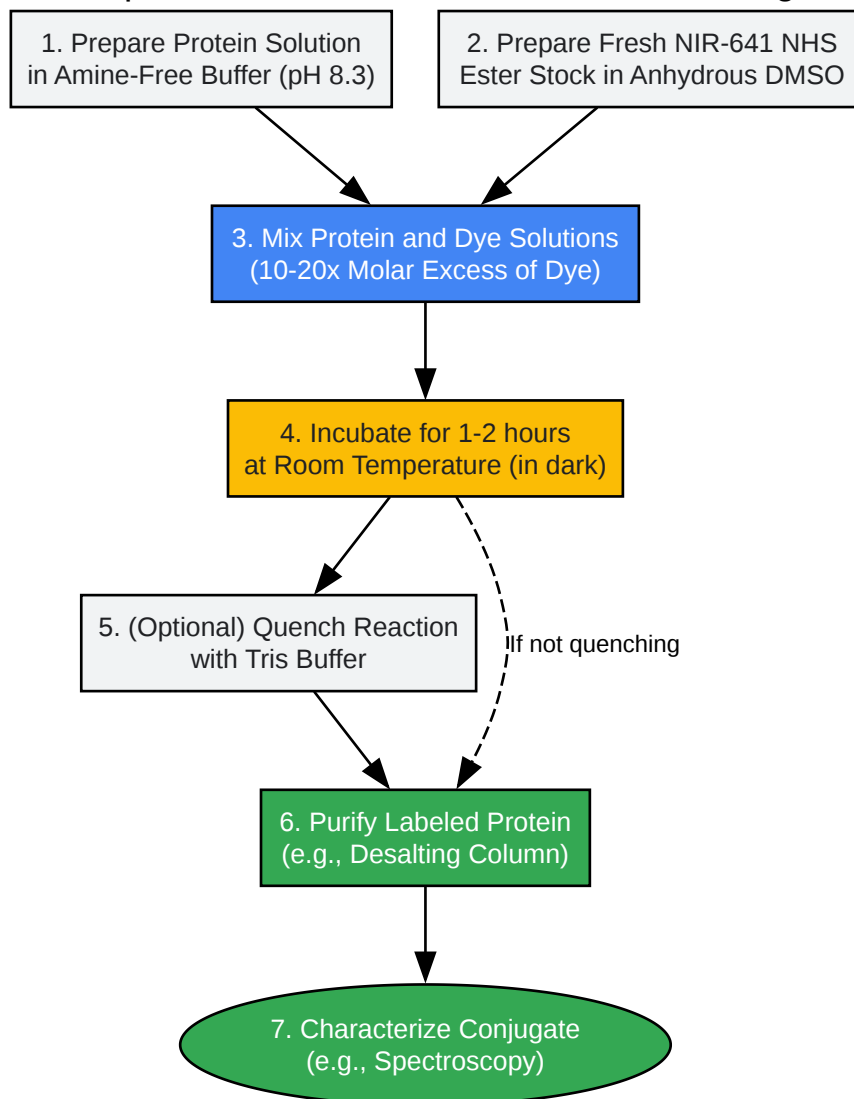 1. Prepare Protein Solution
in Amine-Free Buffer (pH 8.3)
2. Prepare Fresh NIR-641 NHS
Ester Stock in Anhydrous DMSO
3. Mix Protein and Dye Solutions
(10-20x Molar Excess of Dye)
4. Incubate for 1-2 hours
at Room Temperature (in dark)
5. (Optional) Quench Reaction
with Tris Buffer
If not quenching
6. Purify Labeled Protein
(e.g., Desalting Column)
7. Characterize Conjugate
(e.g., Spectroscopy)